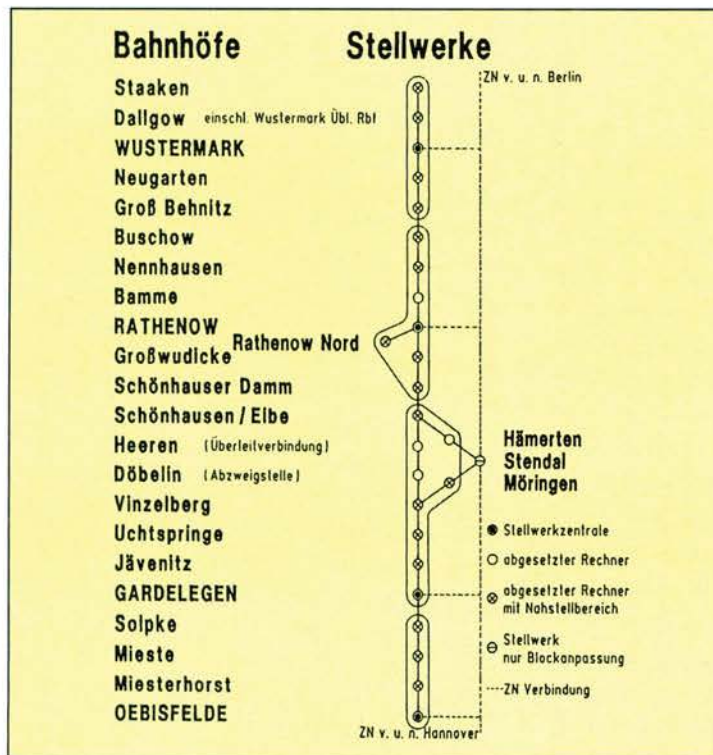 Bahnhöfe Stellwerke
ZN v. u. n. Berlin
Staaken
Dallgow einschl. Wustermark Übl. Rbf
WUSTERMARK
Neugarten
Groß Behnitz
Buschow
Nennhausen
Bamme
RATHENOW
Rathenow Nord
Großwudicke
Schönhauser Damm
Schönhausen / Elbe
Heeren (Überleitverbindung)
Döbelin (Abzweigstelle)
Vinzelberg
Uchtspringe
Jävenitz
GARDELEGEN
Solpke
Mieste
Miesterhorst
OEBISFELDE
ZN v. u. n. Hannover
Hämerten
Stendal
Möringen
Stellwerkzentrale
abgesetzter Rechner
abgesetzter Rechner
mit Nahstellbereich
Stellwerk
nur Blockanpassung
ZN Verbindung